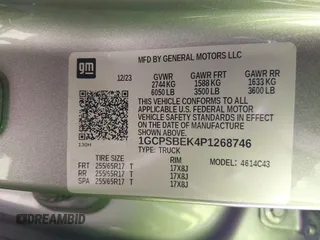 gm
MFD BY GENERAL MOTORS LLC
12/23 GVWR GAWR FRT GAWR RR
2744 KG 1588 KG 1633 KG
6050 LB 3500 LB 3600 LB
THIS VEHICLE CONFORMS TO ALL
APPLICABLE U.S. FEDERAL MOTOR
VEHICLE SAFETY STANDARDS IN
EFFECT ON THE DATE OF
MANUFACTURE SHOWN ABOVE.
130H
1GCPSBEK4P1268746
TYPE: TRUCK
MODEL: 4614C43
TIRE SIZE RIM
FRT 255/65R17 T 17X8J
RR 255/65R17 T 17X8J
SPA 255/65R17 T 17X8J
DREAMBID